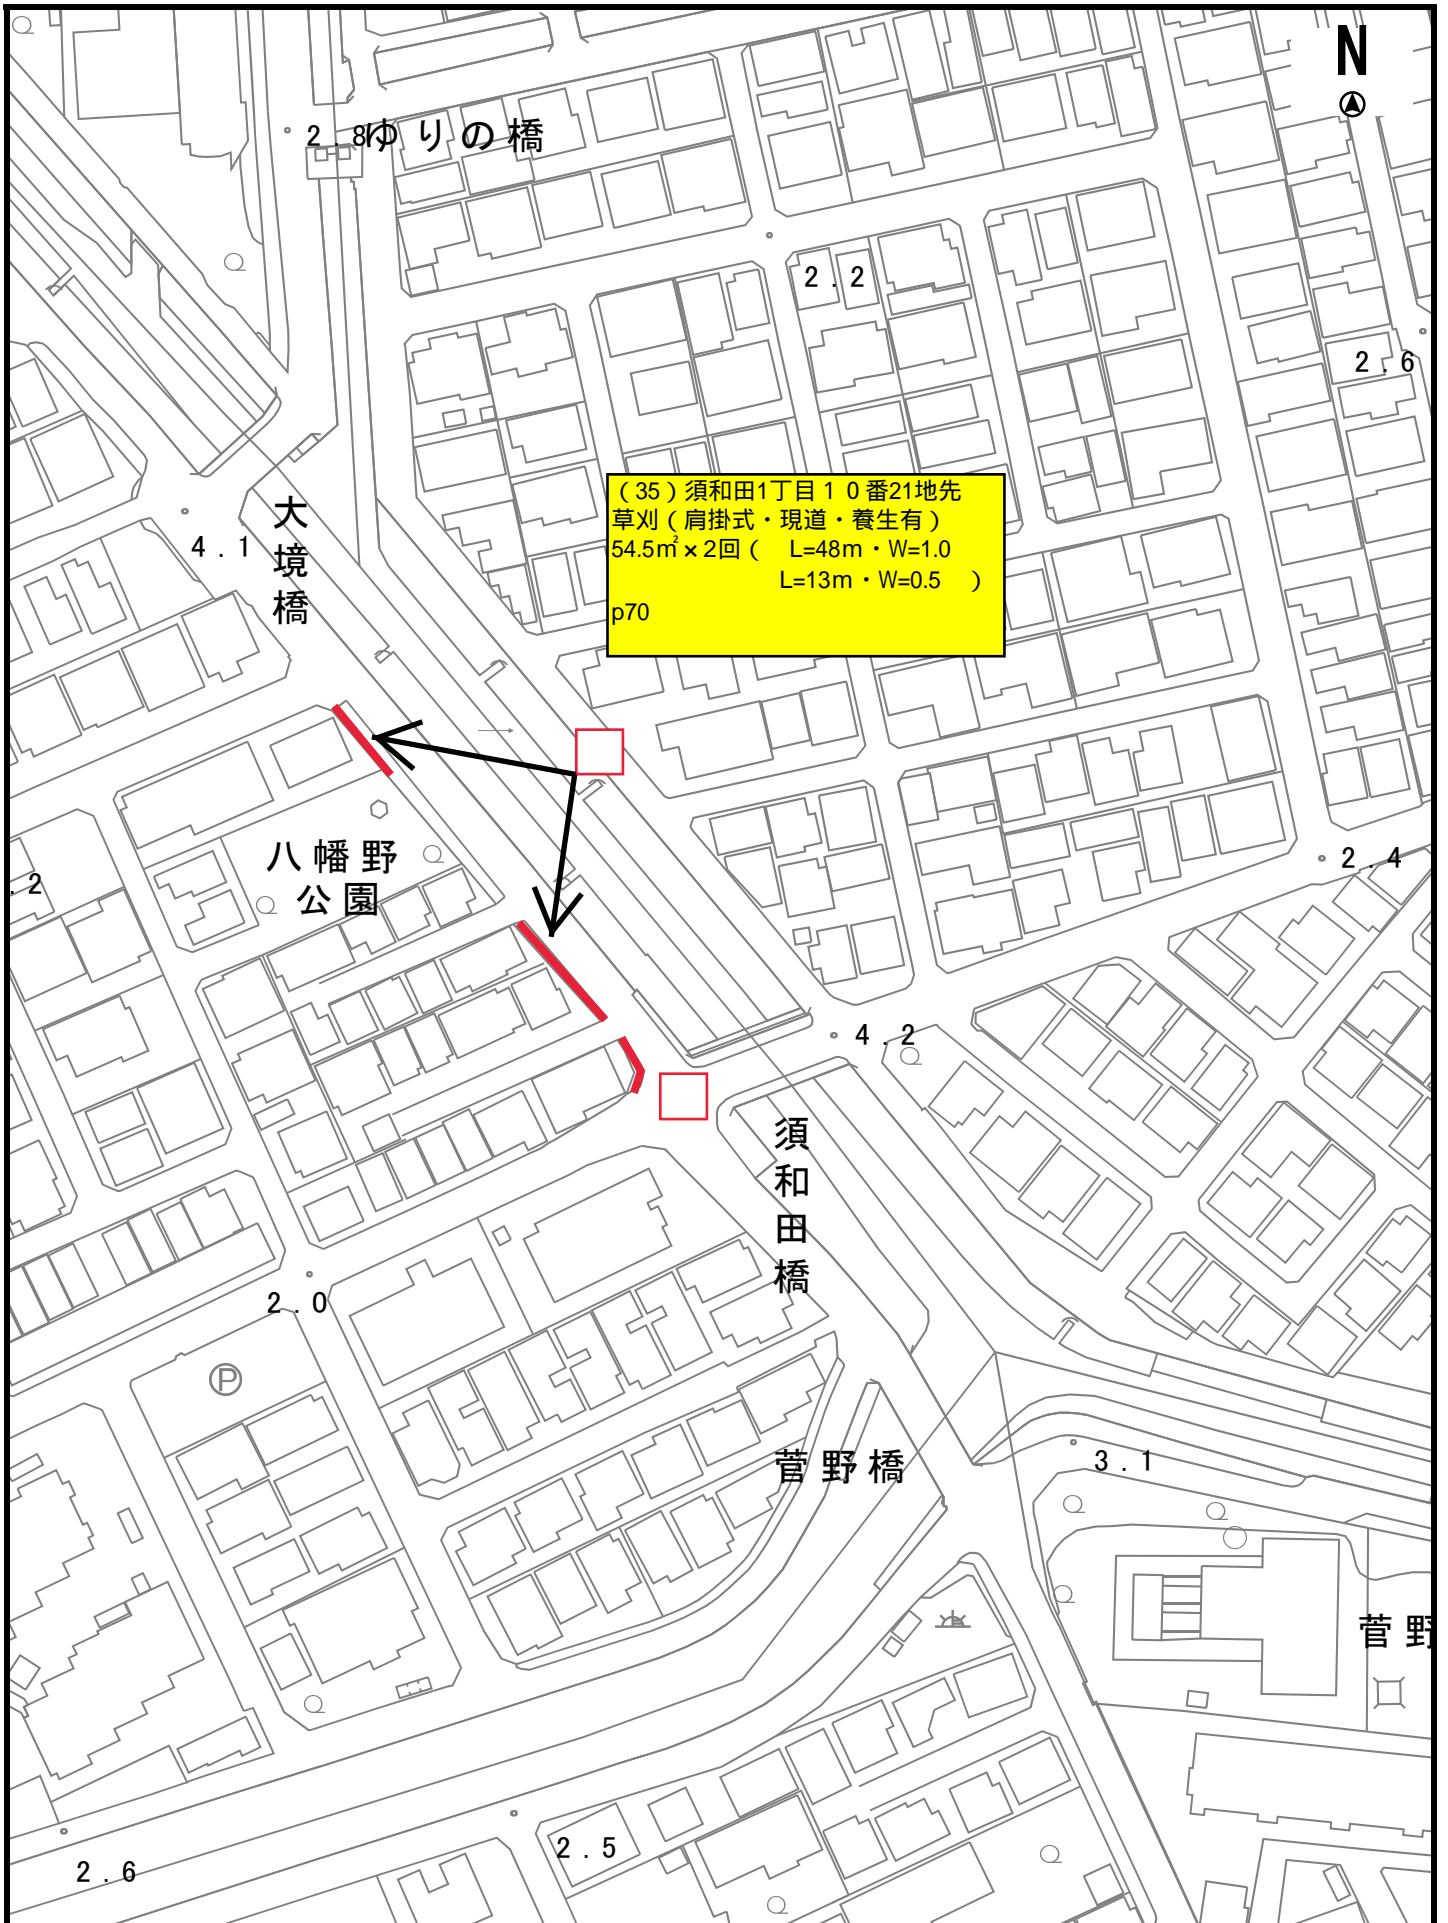 N
2.8
ゆりの橋
2.2
2.6
(35)須和田1丁目10番21地先
草刈(肩掛式・現道・養生有)
54.5㎡×2回(　L=48m・W=1.0
L=13m・W=0.5　)
p70
大境橋
4.1
八幡野
公園
.2
2.4
4.2
須和田橋
2.0
P
菅野橋
3.1
菅野
2.5
2.6